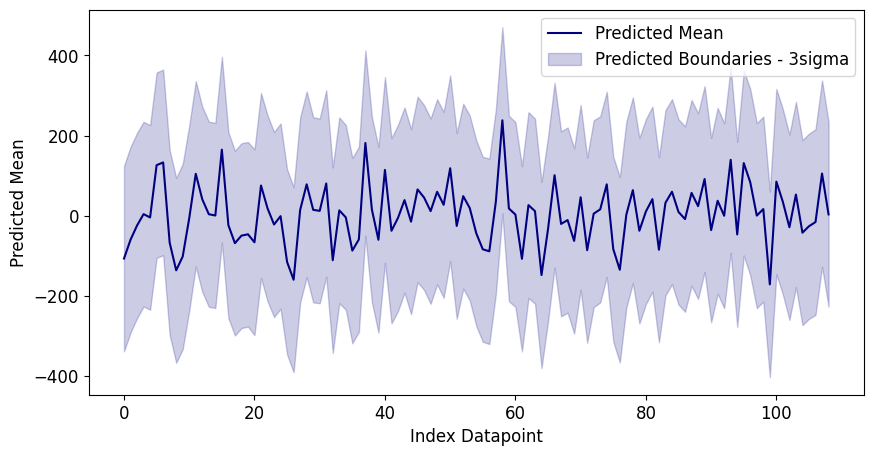 Predicted Mean
Predicted Boundaries - 3sigma
400
200
0
−200
−400
Predicted Mean
0
20
40
60
80
100
Index Datapoint